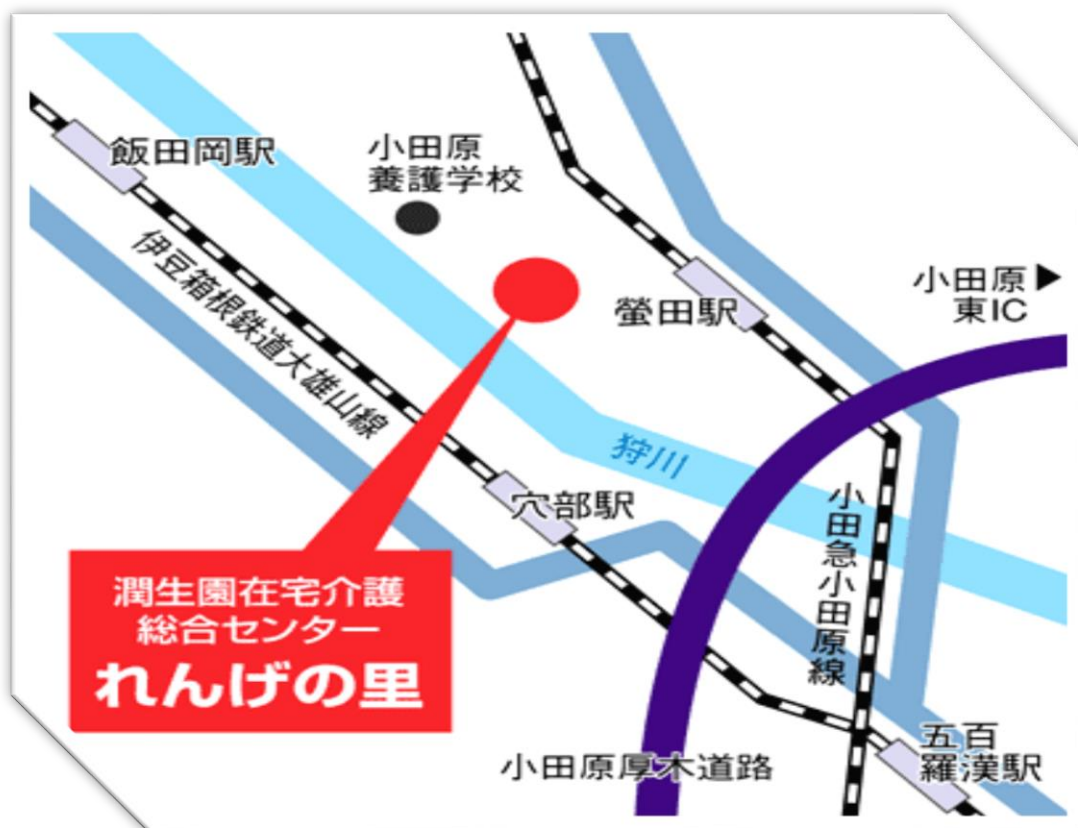 飯田岡駅
小田原
養護学校
伊豆箱根鉄道大雄山線
螢田駅
小田原▶
東IC
狩川
穴部駅
小田急小田原線
潤生園在宅介護
総合センター
れんげの里
小田原厚木道路
五百
羅漢駅